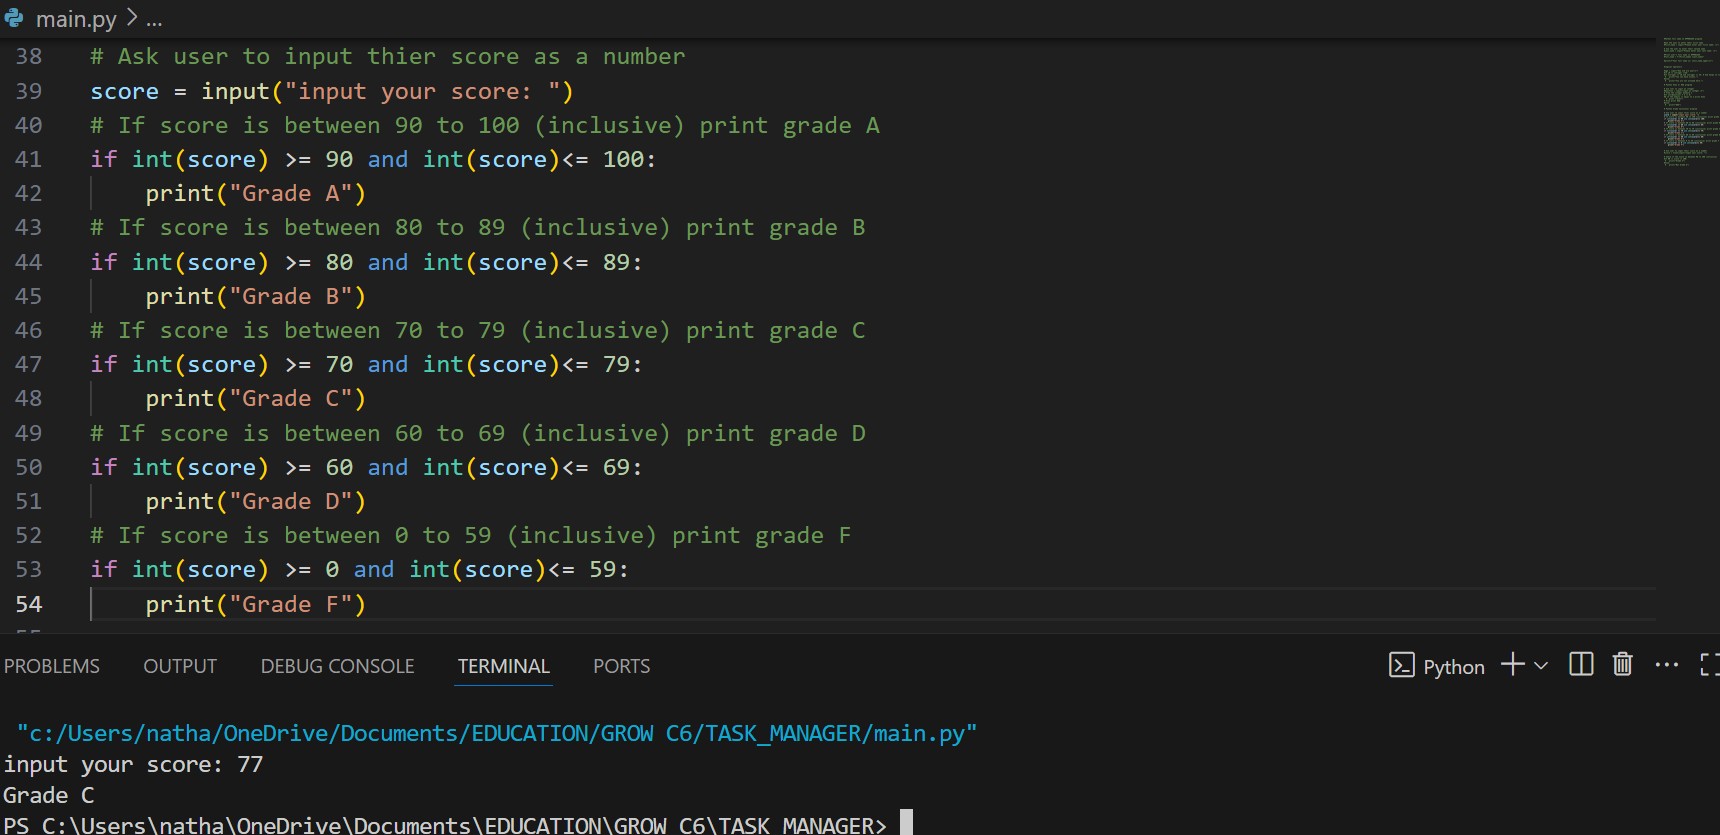 main.py > ...
38 # Ask user to input thier score as a number
39 score = input("input your score: ")
40 # If score is between 90 to 100 (inclusive) print grade A
41 if int(score) >= 90 and int(score)<= 100:
42 print("Grade A")
43 # If score is between 80 to 89 (inclusive) print grade B
44 if int(score) >= 80 and int(score)<= 89:
45 print("Grade B")
46 # If score is between 70 to 79 (inclusive) print grade C
47 if int(score) >= 70 and int(score)<= 79:
48 print("Grade C")
49 # If score is between 60 to 69 (inclusive) print grade D
50 if int(score) >= 60 and int(score)<= 69:
51 print("Grade D")
52 # If score is between 0 to 59 (inclusive) print grade F
53 if int(score) >= 0 and int(score)<= 59:
54 print("Grade F")
PROBLEMS OUTPUT DEBUG CONSOLE TERMINAL PORTS Python
"c:/Users/natha/OneDrive/Documents/EDUCATION/GROW C6/TASK_MANAGER/main.py"
input your score: 77
Grade C
PS C:\Users\natha\OneDrive\Documents\EDUCATION\GROW C6\TASK_MANAGER>